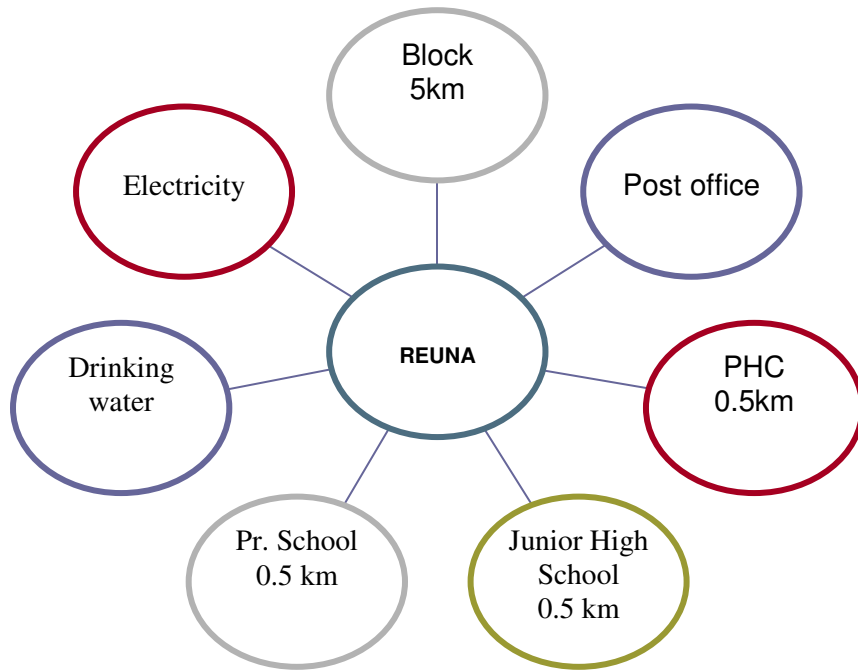 Block
5km
Electricity
Post office
REUNA
Drinking
water
PHC
0.5km
Pr. School
0.5 km
Junior High
School
0.5 km